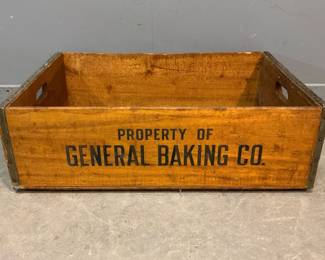 PROPERTY OF
GENERAL BAKING CO.